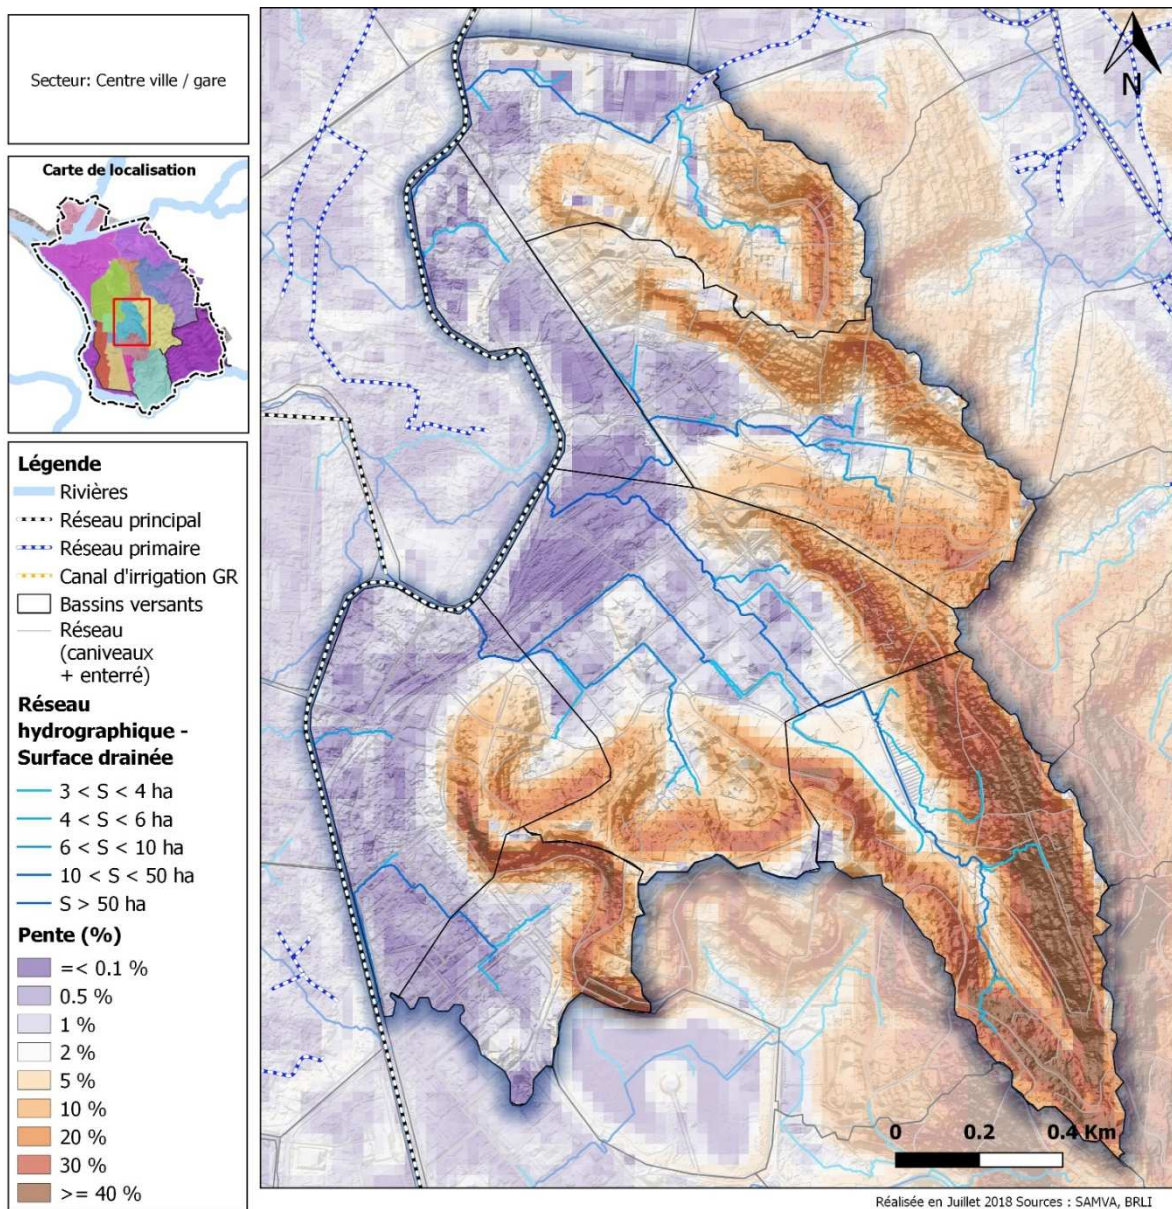 Secteur: Centre ville / gare
Carte de localisation
Légende
Rivières
Réseau principal
Réseau primaire
Canal d'irrigation GR
Bassins versants
Réseau
(caniveaux
+ enterré)
Réseau
hydrographique -
Surface drainée
3 < S < 4 ha
4 < S < 6 ha
6 < S < 10 ha
10 < S < 50 ha
S > 50 ha
Pente (%)
=< 0.1 %
0.5 %
1 %
2 %
5 %
10 %
20 %
30 %
>= 40 %
N
0 0.2 0.4 Km
Réalisée en Juillet 2018 Sources : SAMVA, BRLI